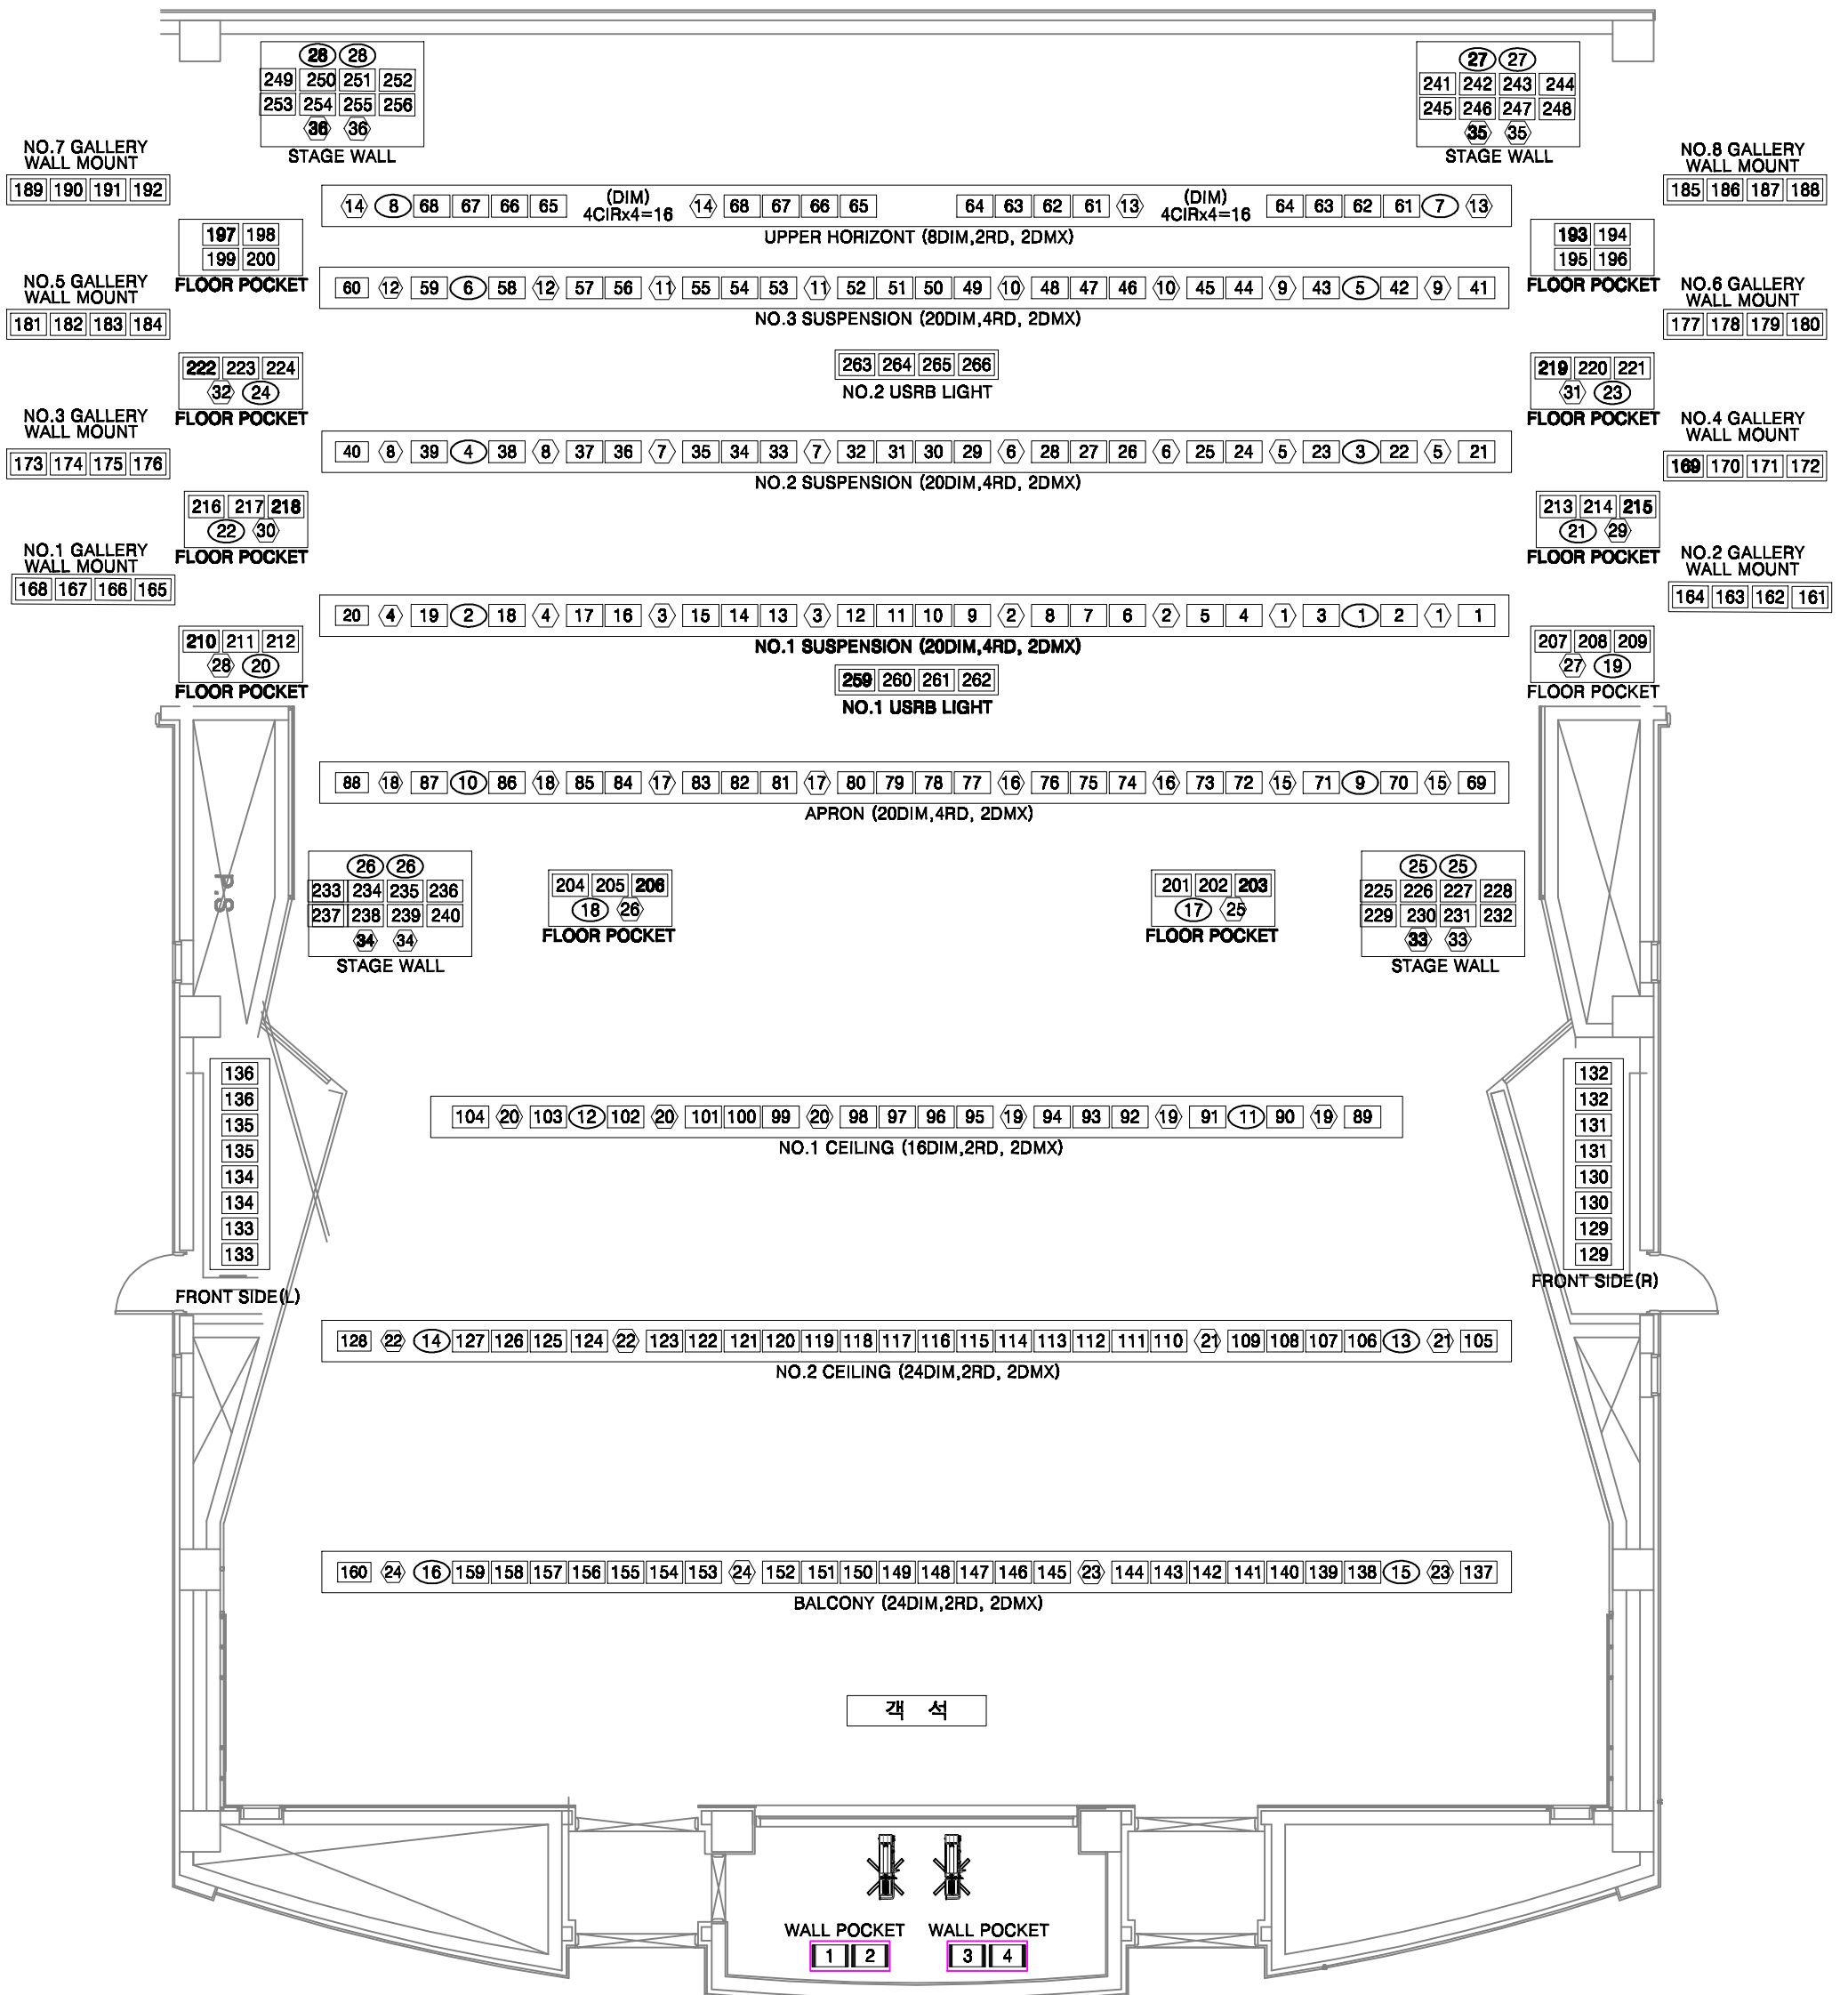 28 28
249 250 251 252
253 254 255 256
36 36
STAGE WALL
27 27
241 242 243 244
245 246 247 248
35 35
STAGE WALL
NO.7 GALLERY
WALL MOUNT
189 190 191 192
NO.8 GALLERY
WALL MOUNT
185 186 187 188
14 8 68 67 66 65 (DIM) 14 68 67 66 65 64 63 62 61 13 (DIM) 64 63 62 61 7 13
4CIRx4=16 4CIRx4=16
UPPER HORIZONT (8DIM,2RD, 2DMX)
197 198
199 200
FLOOR POCKET
193 194
195 196
FLOOR POCKET
NO.5 GALLERY
WALL MOUNT
181 182 183 184
60 12 59 6 58 12 57 56 11 55 54 53 11 52 51 50 49 10 48 47 46 10 45 44 9 43 5 42 9 41
NO.3 SUSPENSION (20DIM,4RD, 2DMX)
NO.6 GALLERY
WALL MOUNT
177 178 179 180
222 223 224
32 24
FLOOR POCKET
263 264 265 266
NO.2 USRB LIGHT
219 220 221
31 23
FLOOR POCKET
NO.3 GALLERY
WALL MOUNT
173 174 175 176
40 8 39 4 38 8 37 36 7 35 34 33 7 32 31 30 29 6 28 27 26 6 25 24 5 23 3 22 5 21
NO.2 SUSPENSION (20DIM,4RD, 2DMX)
NO.4 GALLERY
WALL MOUNT
169 170 171 172
216 217 218
22 30
FLOOR POCKET
213 214 215
21 29
FLOOR POCKET
NO.1 GALLERY
WALL MOUNT
168 167 166 165
NO.2 GALLERY
WALL MOUNT
164 163 162 161
20 4 19 2 18 4 17 16 3 15 14 13 3 12 11 10 9 2 8 7 6 2 5 4 1 3 1 2 1 1
NO.1 SUSPENSION (20DIM,4RD, 2DMX)
210 211 212
28 20
FLOOR POCKET
259 260 261 262
NO.1 USRB LIGHT
207 208 209
27 19
FLOOR POCKET
88 18 87 10 86 18 85 84 17 83 82 81 17 80 79 78 77 16 76 75 74 16 73 72 15 71 9 70 15 69
APRON (20DIM,4RD, 2DMX)
P.S
26 26
233 234 235 236
237 238 239 240
34 34
STAGE WALL
204 205 206
18 26
FLOOR POCKET
201 202 203
17 25
FLOOR POCKET
25 25
225 226 227 228
229 230 231 232
33 33
STAGE WALL
136
136
135
135
134
134
133
133
FRONT SIDE(L)
104 20 103 12 102 20 101 100 99 20 98 97 96 95 19 94 93 92 19 91 11 90 19 89
NO.1 CEILING (16DIM,2RD, 2DMX)
132
132
131
131
130
130
129
129
FRONT SIDE(R)
128 22 14 127 126 125 124 22 123 122 121 120 119 118 117 116 115 114 113 112 111 110 21 109 108 107 106 13 21 105
NO.2 CEILING (24DIM,2RD, 2DMX)
160 24 16 159 158 157 156 155 154 153 24 152 151 150 149 148 147 146 145 23 144 143 142 141 140 139 138 15 23 137
BALCONY (24DIM,2RD, 2DMX)
객 석
WALL POCKET WALL POCKET
1 2 3 4